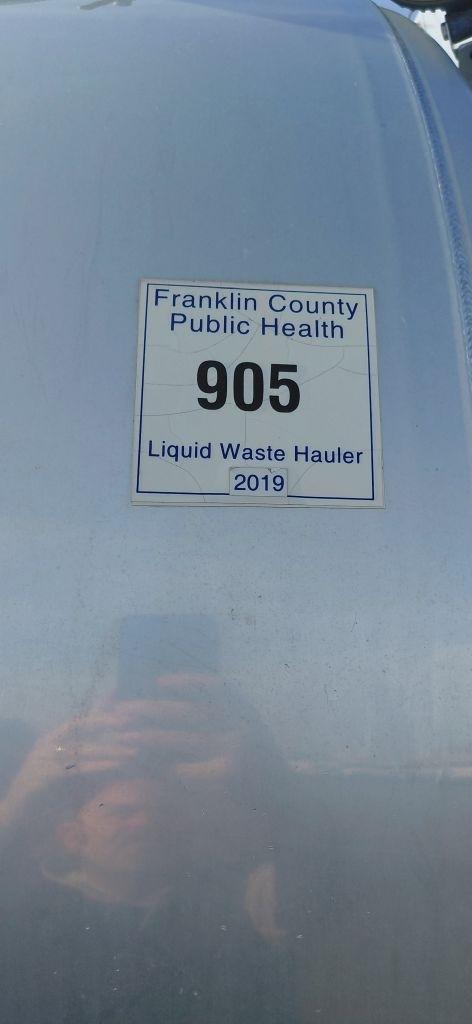 Franklin County
Public Health
905
Liquid Waste Hauler
2019